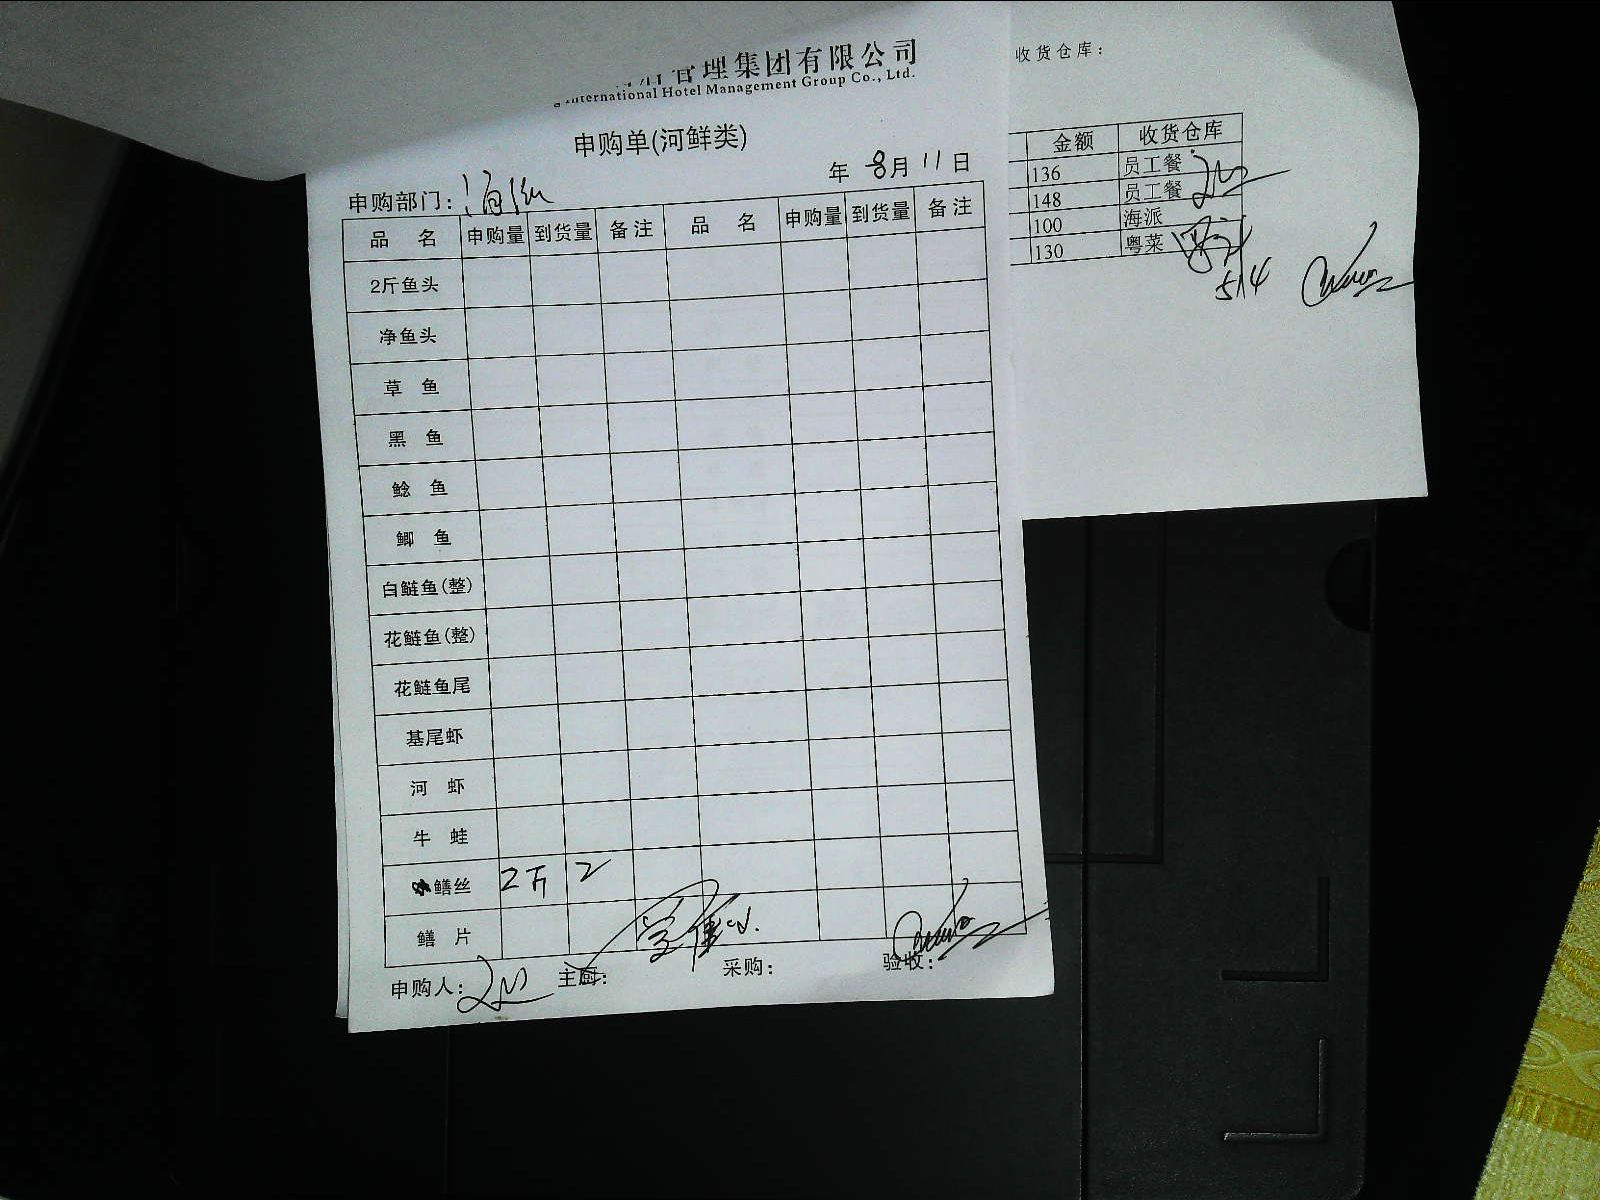 管理集团有限公司
International Hotel Management Group Co., Ltd.
申购单(河鲜类)
年 8月11日
申购部门: 海派
品 名 申购量 到货量 备注 品 名 申购量 到货量 备注
2斤鱼头
净鱼头
草 鱼
黑 鱼
鲶 鱼
鲫 鱼
白鲢鱼(整)
花鲢鱼(整)
花鲢鱼尾
基尾虾
河 虾
牛 蛙
鳝丝 2斤 2
鳝 片
申购人: 主厨: 采购: 验收:
收货仓库:
金额 收货仓库
136 员工餐
148 员工餐
100 海派
130 粤菜
514